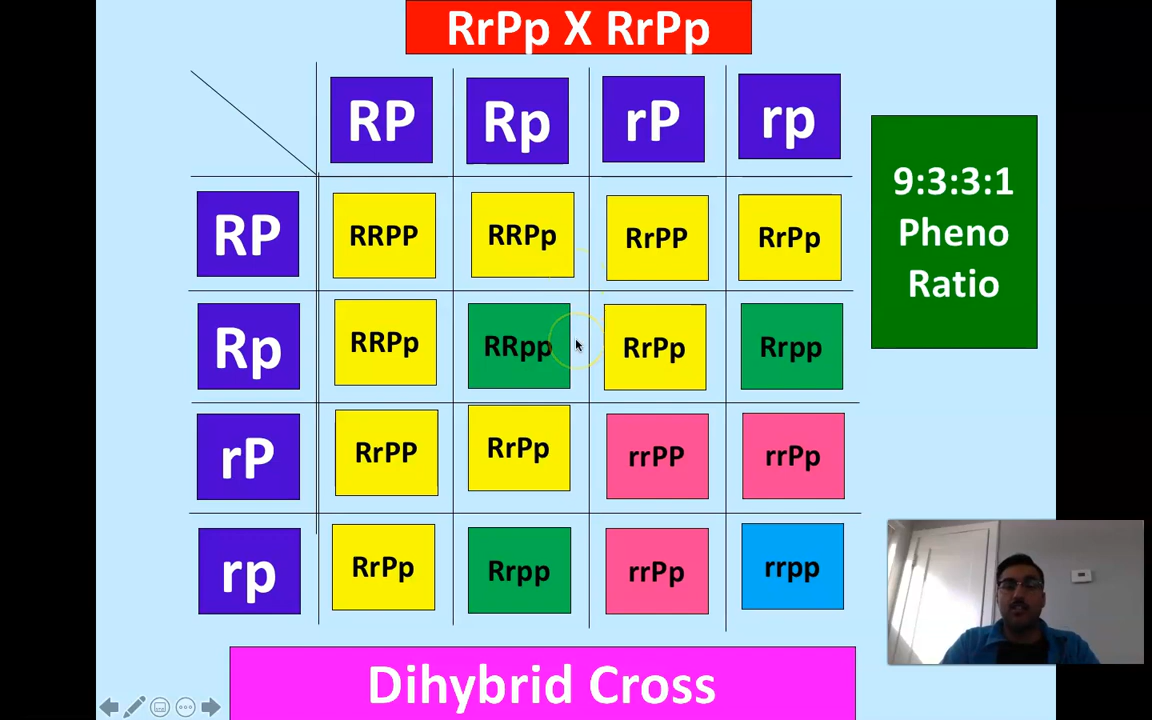 RrPp X RrPp
RP Rp rP rp
RP RRPP RRPp RrPP RrPp
Rp RRPp RRpp RrPp Rrpp
rP RrPP RrPp rrPP rrPp
rp RrPp Rrpp rrPp rrpp
9:3:3:1
Pheno
Ratio
Dihybrid Cross